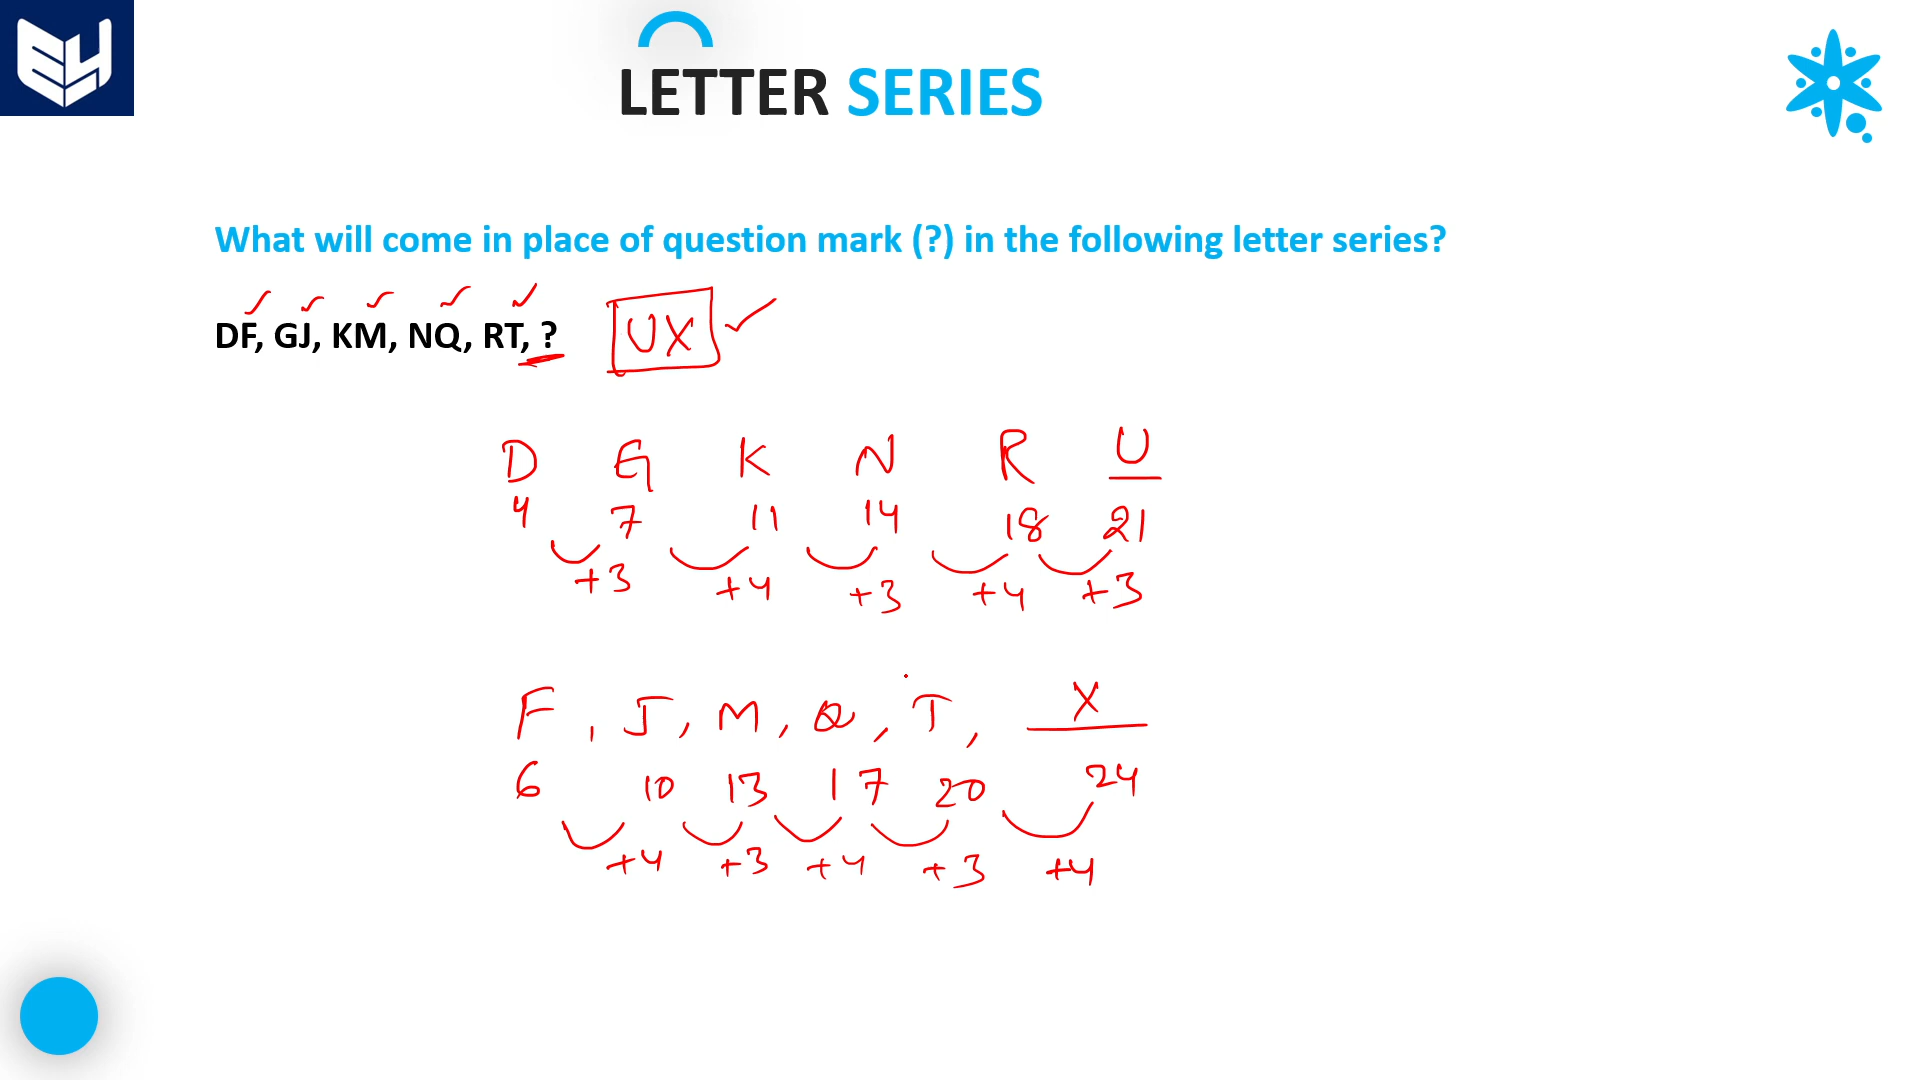 LETTER SERIES
What will come in place of question mark (?) in the following letter series?
DF, GJ, KM, NQ, RT, ? UX
D G K N R U
4 7 11 14 18 21
+3 +4 +3 +4 +3
F, J, M, Q, T, X
6 10 13 17 20 24
+4 +3 +4 +3 +4